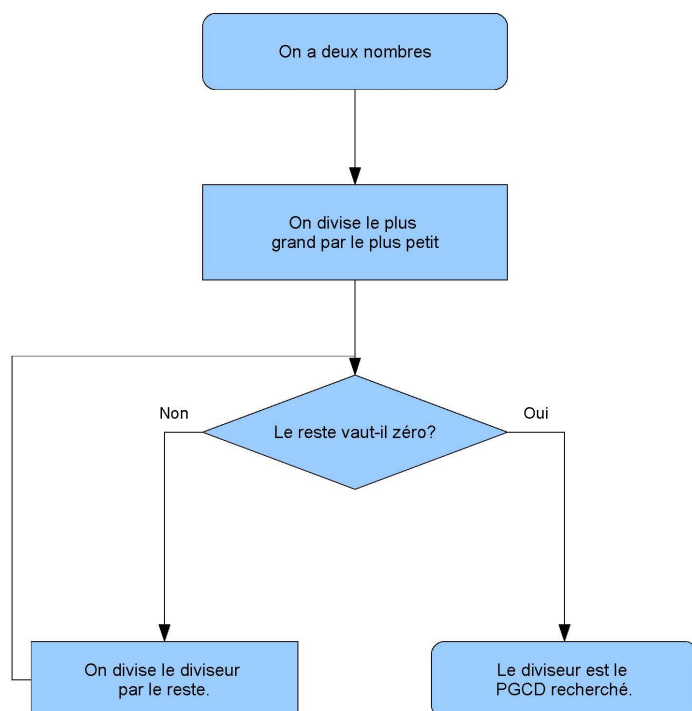 On a deux nombres
On divise le plus
grand par le plus petit
Non
Oui
Le reste vaut-il zéro?
On divise le diviseur
par le reste.
Le diviseur est le
PGCD recherché.